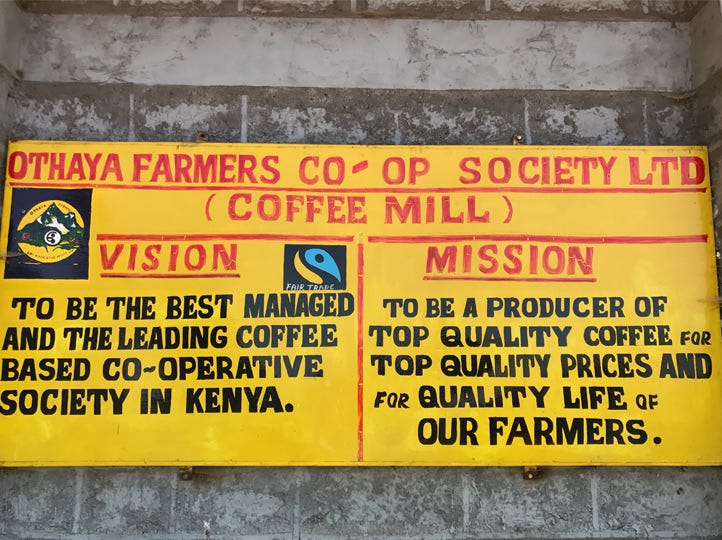 OTHAYA FARMERS CO-OP SOCIETY LTD
(COFFEE MILL)
VISION
FAIR TRADE
TO BE THE BEST MANAGED
AND THE LEADING COFFEE
BASED CO-OPERATIVE
SOCIETY IN KENYA.
MISSION
TO BE A PRODUCER OF
TOP QUALITY COFFEE FOR
TOP QUALITY PRICES AND
FOR QUALITY LIFE OF
OUR FARMERS.